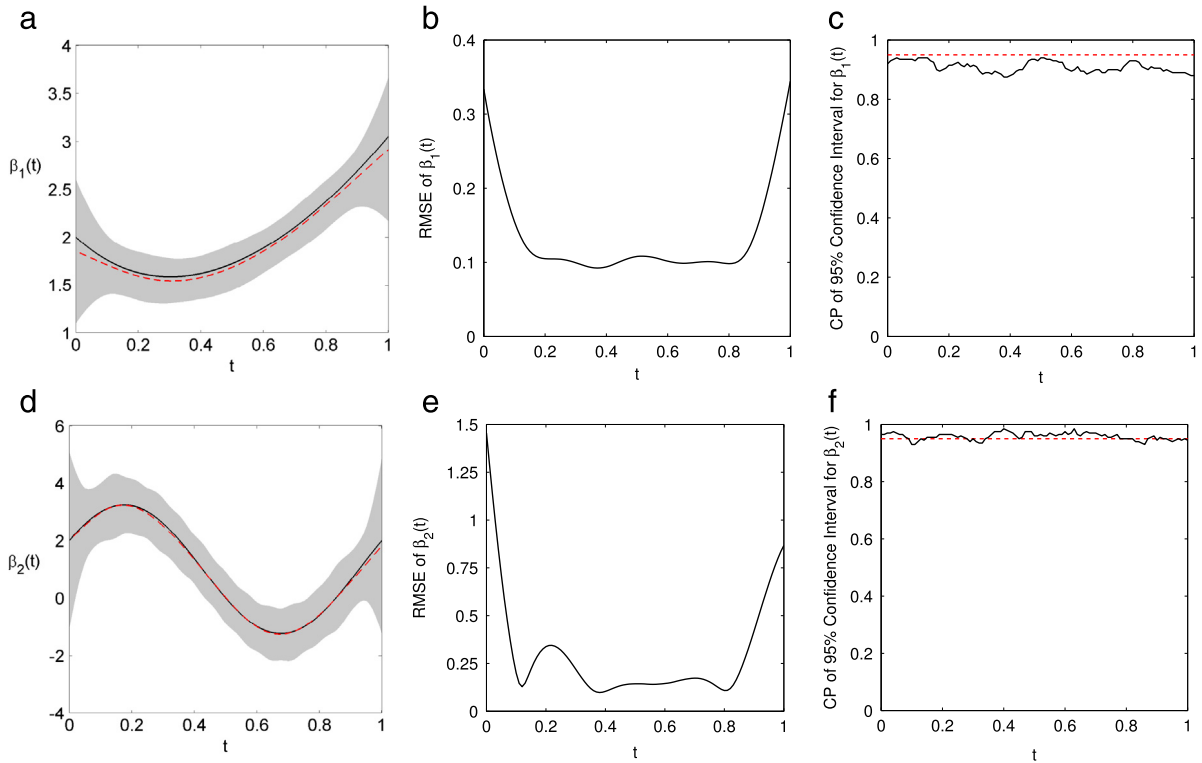 a
4
3.5
3
2.5
2
1.5
1
β1(t)
0 0.2 0.4 0.6 0.8 1
t
b
0.4
0.3
0.2
0.1
0
RMSE of β1(t)
0 0.2 0.4 0.6 0.8 1
t
c
1
0.8
0.6
0.4
0.2
0
CP of 95% Confidence Interval for β1(t)
0 0.2 0.4 0.6 0.8 1
t
d
6
4
2
0
-2
-4
β2(t)
0 0.2 0.4 0.6 0.8 1
t
e
1.5
1.25
1
0.75
0.5
0.25
0
RMSE of β2(t)
0 0.2 0.4 0.6 0.8 1
t
f
1
0.8
0.6
0.4
0.2
0
CP of 95% Confidence Interval for β2(t)
0 0.2 0.4 0.6 0.8 1
t